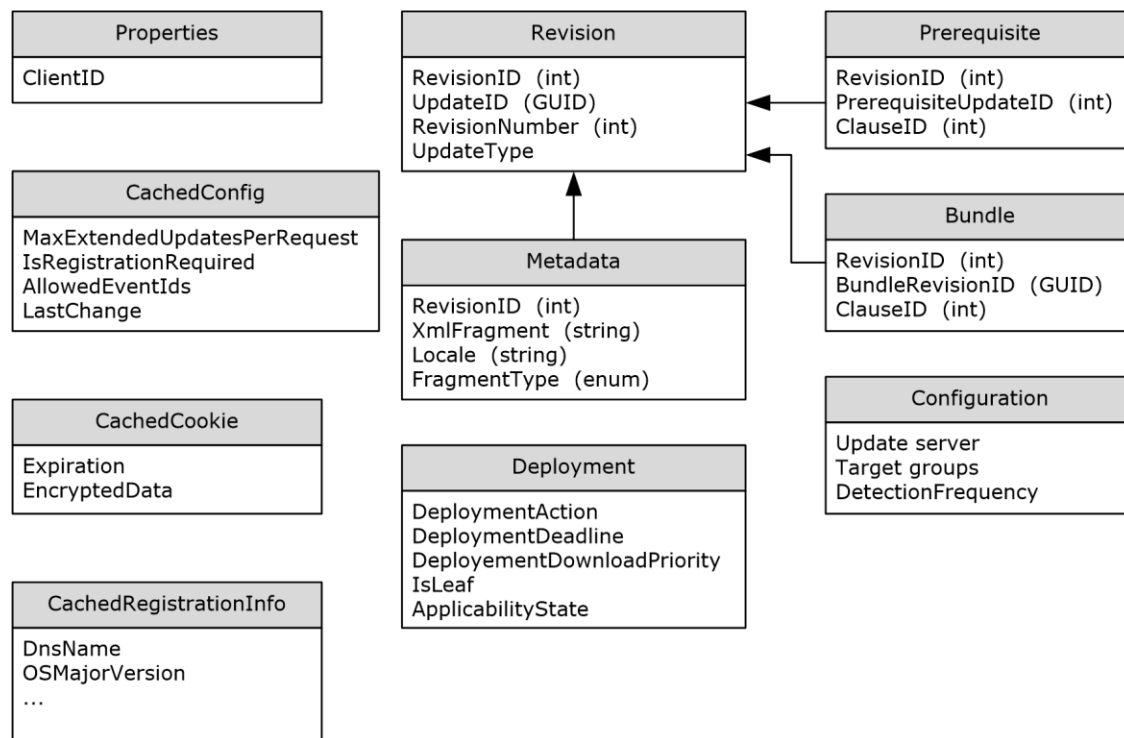 Properties
ClientID
CachedConfig
MaxExtendedUpdatesPerRequest
IsRegistrationRequired
AllowedEventIds
LastChange
CachedCookie
Expiration
EncryptedData
CachedRegistrationInfo
DnsName
OSMajorVersion
...
Revision
RevisionID (int)
UpdateID (GUID)
RevisionNumber (int)
UpdateType
Metadata
RevisionID (int)
XmlFragment (string)
Locale (string)
FragmentType (enum)
Deployment
DeploymentAction
DeploymentDeadline
DeployementDownloadPriority
IsLeaf
ApplicabilityState
Prerequisite
RevisionID (int)
PrerequisiteUpdateID (int)
ClauseID (int)
Bundle
RevisionID (int)
BundleRevisionID (GUID)
ClauseID (int)
Configuration
Update server
Target groups
DetectionFrequency